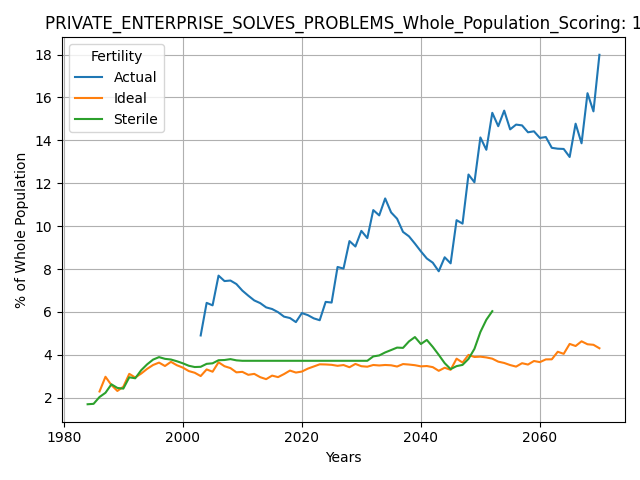 PRIVATE_ENTERPRISE_SOLVES_PROBLEMS_Whole_Population_Scoring: 1
Fertility
Actual
Ideal
Sterile
% of Whole Population
18
16
14
12
10
8
6
4
2
1980
2000
2020
2040
2060
Years